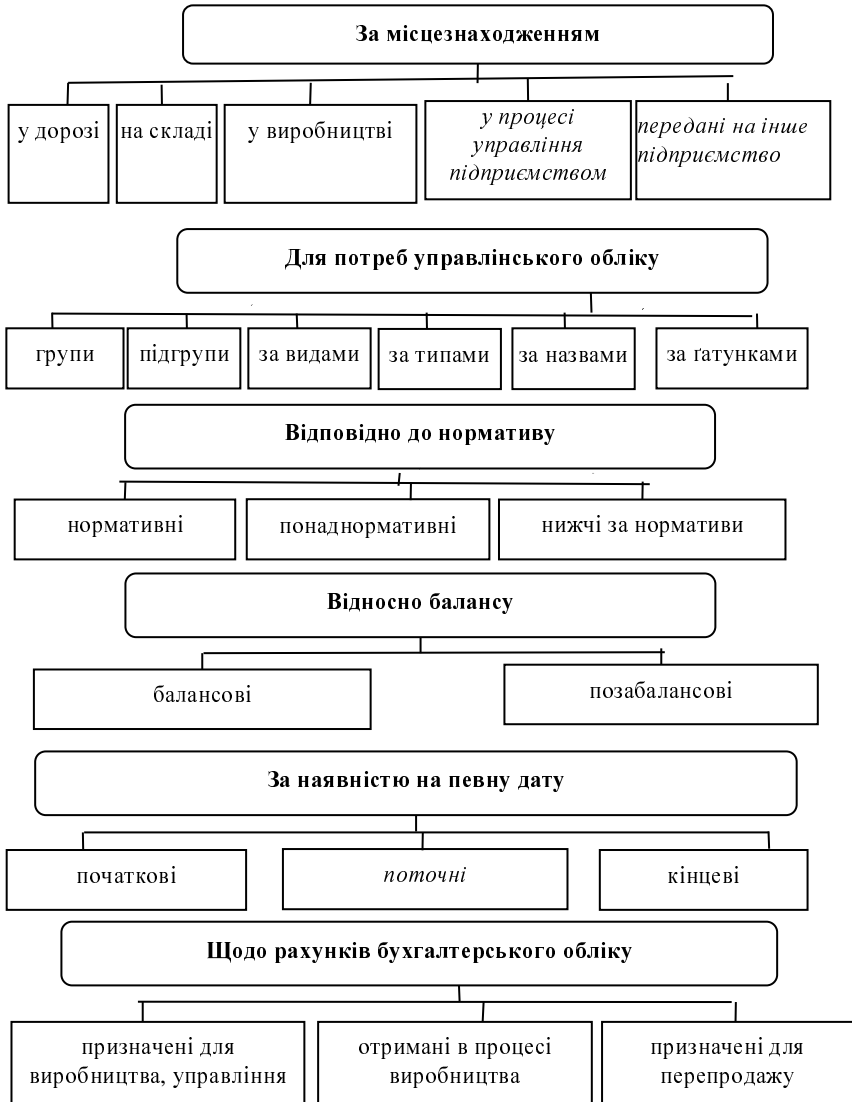 За місцезнаходженням
у дорозі
на складі
у виробництві
у процесі
управління
підприємством
передані на інше
підприємство
Для потреб управлінського обліку
групи
підгрупи
за видами
за типами
за назвами
за ґатунками
Відповідно до нормативу
нормативні
понаднормативні
нижчі за нормативи
Відносно балансу
балансові
позабалансові
За наявністю на певну дату
початкові
поточні
кінцеві
Щодо рахунків бухгалтерського обліку
призначені для
виробництва, управління
отримані в процесі
виробництва
призначені для
перепродажу